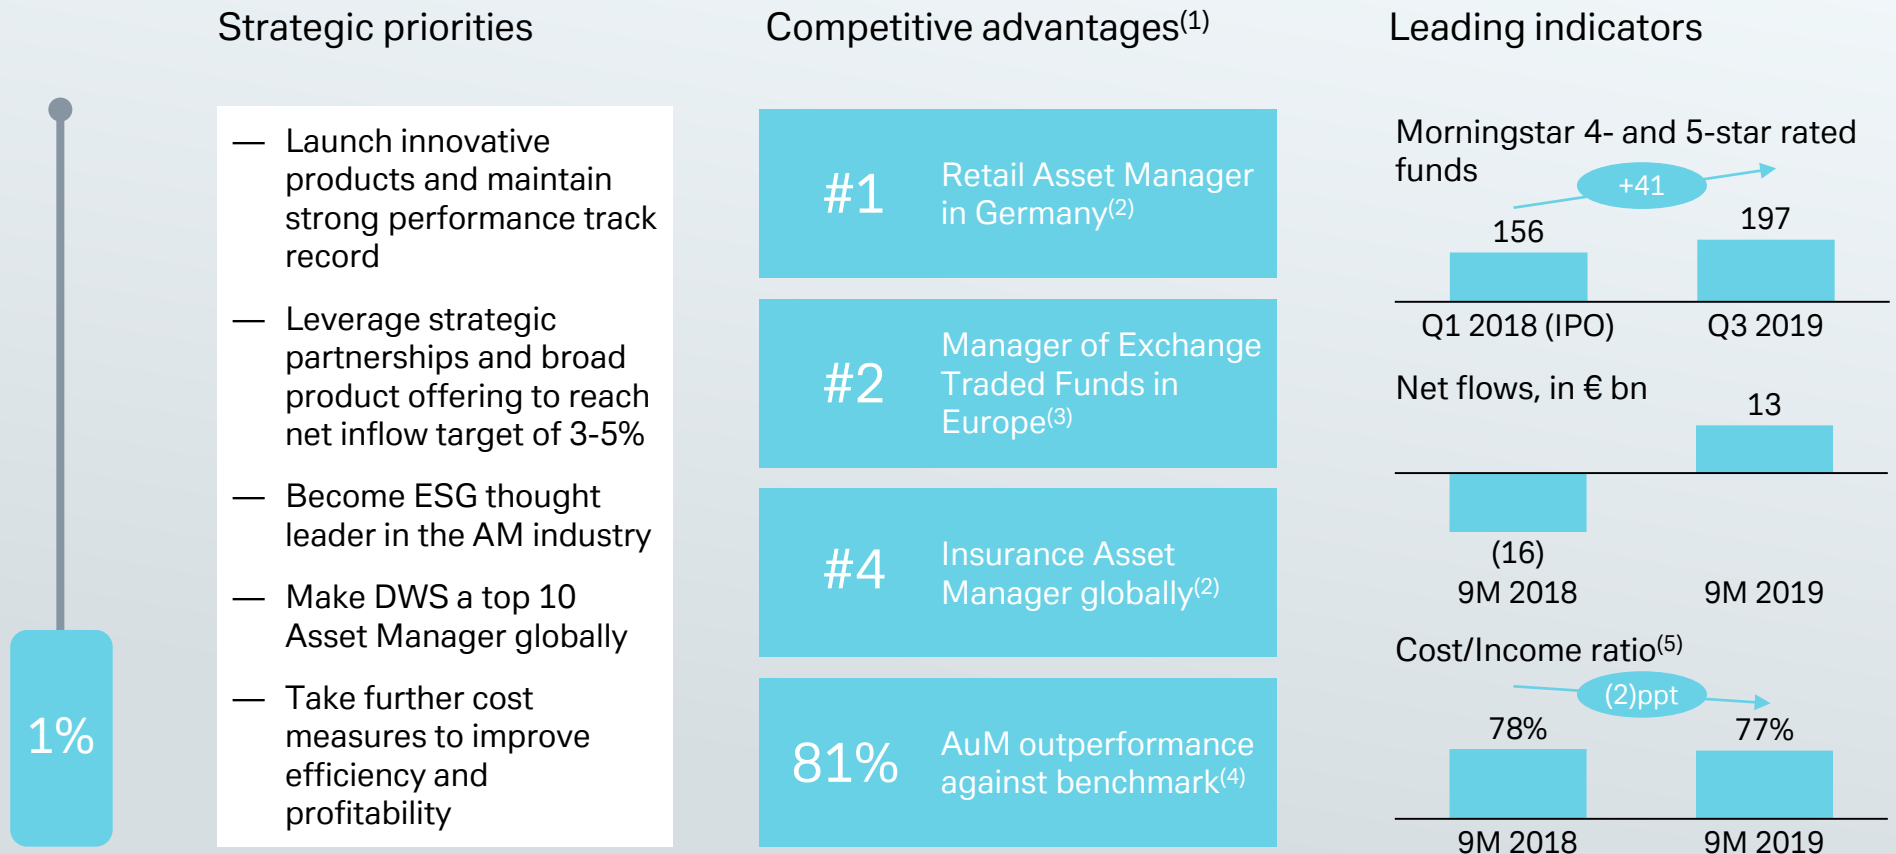 Strategic priorities
Competitive advantages(1)
Leading indicators
1%
— Launch innovative
products and maintain
strong performance track
record
— Leverage strategic
partnerships and broad
product offering to reach
net inflow target of 3-5%
— Become ESG thought
leader in the AM industry
— Make DWS a top 10
Asset Manager globally
— Take further cost
measures to improve
efficiency and
profitability
#1
Retail Asset Manager
in Germany(2)
#2
Manager of Exchange
Traded Funds in
Europe(3)
#4
Insurance Asset
Manager globally(2)
81%
AuM outperformance
against benchmark(4)
Morningstar 4- and 5-star rated
funds
+41
156
197
Q1 2018 (IPO)
Q3 2019
Net flows, in € bn
13
(16)
9M 2018
9M 2019
Cost/Income ratio(5)
(2)ppt
78%
77%
9M 2018
9M 2019